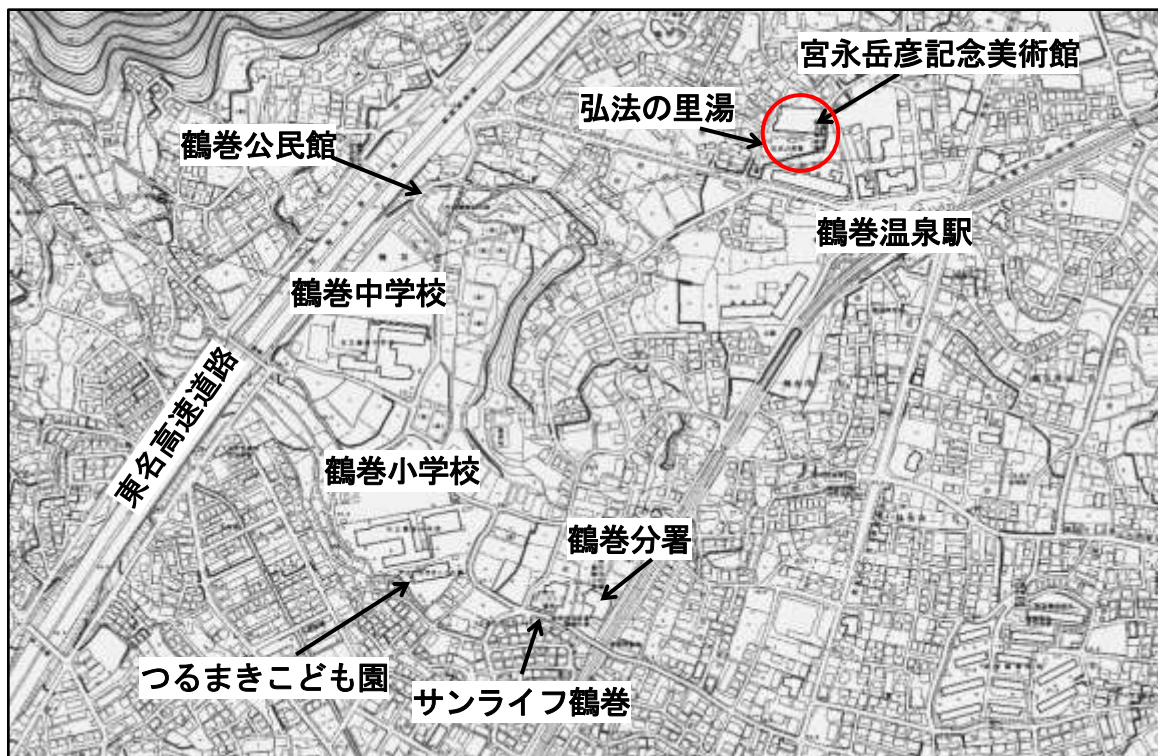 宮永岳彦記念美術館
弘法の里湯
鶴巻公民館
鶴巻温泉駅
鶴巻中学校
東名高速道路
鶴巻小学校
鶴巻分署
つるまきこども園
サンライフ鶴巻